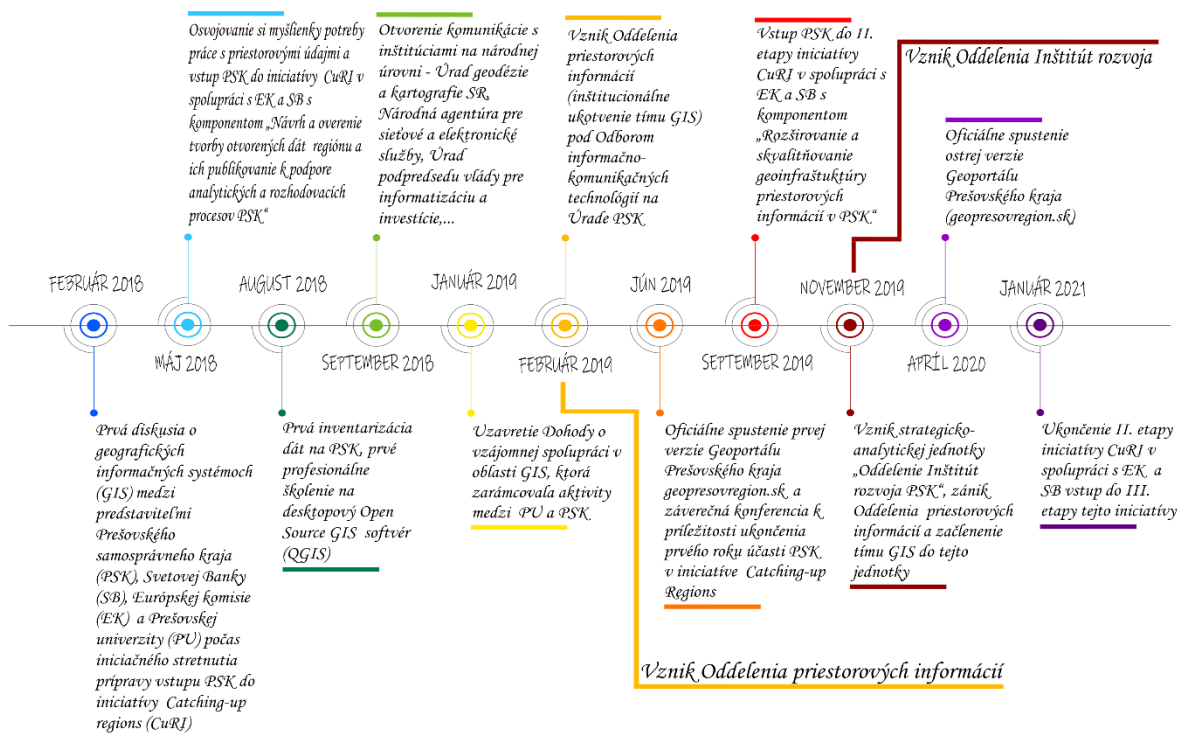 Osvojovanie si myšlienky potreby
práce s priestorovými údajmi a
vstup PSK do iniciatívy CuRI v
spolupráci s EK a SB s
komponentom „Návrh a overenie
tvorby otvorených dát regiónu a
ich publikovanie k podpore
analytických a rozhodovacích
procesov PSK“
Otvorenie komunikácie s
inštitúciami na národnej
úrovni - Úrad geodézie
a kartografie SR,
Národná agentúra pre
sieťové a elektronické
služby, Úrad
podpredsedu vlády pre
informatizáciu a
investície,...
Vznik Oddelenia
priestorových
informácií
(inštitucionálne
ukotvenie tímu GIS)
pod Odborom
informačno-
komunikačných
technológií na
Úrade PSK
Vstup PSK do II.
etapy iniciatívy
CuRI v spolupráci s
EK a SB s
komponentom
„Rozširovanie a
skvalitňovanie
geoinfraštuktúry
priestorových
informácií v PSK“
Vznik Oddelenia Inštitút rozvoja
Oficiálne spustenie
ostrej verzie
Geoportálu
Prešovského kraja
(geopresovregion.sk)
FEBRUÁR 2018
MÁJ 2018
AUGUST 2018
SEPTEMBER 2018
JANUÁR 2019
FEBRUÁR 2019
JÚN 2019
SEPTEMBER 2019
NOVEMBER 2019
APRÍL 2020
JANUÁR 2021
Prvá diskusia o
geografických
informačných systémoch
(GIS) medzi
predstaviteľmi
Prešovského
samosprávneho kraja
(PSK), Svetovej Banky
(SB), Európskej komisie
(EK) a Prešovskej
univerzity (PU) počas
iniciačného stretnutia
prípravy vstupu PSK do
iniciatívy Catching-up
regions (CuRI)
Prvá inventarizácia
dát na PSK, prvé
profesionálne
školenie na
desktopový Open
Source GIS softvér
(QGIS)
Uzavretie Dohody o
vzájomnej spolupráci v
oblasti GIS, ktorá
zarámcovala aktivity
medzi PU a PSK
Oficiálne spustenie prvej
verzie Geoportálu
Prešovského kraja
geopresovregion.sk a
záverečná konferencia k
príležitosti ukončenia
prvého roku účasti PSK
v iniciatíve Catching-up
Regions
Vznik strategicko-
analytickej jednotky
„Oddelenie Inštitút
rozvoja PSK“, zánik
Oddelenia priestorových
informácií a začlenenie
tímu GIS do tejto
jednotky
Ukončenie II. etapy
iniciatívy CuRI v
spolupráci s EK a
SB vstup do III.
etapy tejto iniciatívy
Vznik Oddelenia priestorových informácií